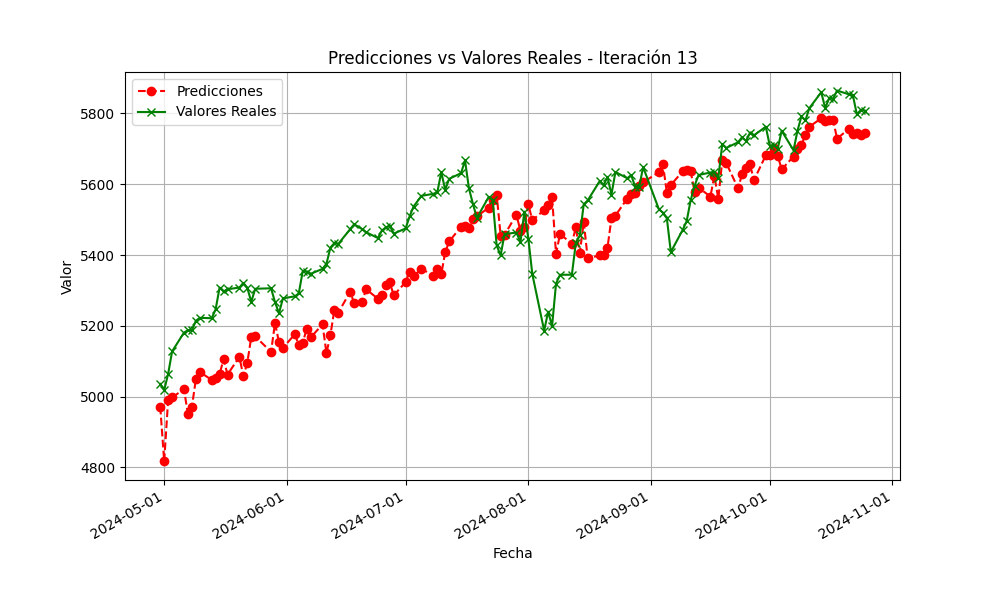 Predicciones vs Valores Reales - Iteración 13
Predicciones
Valores Reales
Valor
5800
5600
5400
5200
5000
4800
2024-05-01
2024-06-01
2024-07-01
2024-08-01
2024-09-01
2024-10-01
2024-11-01
Fecha